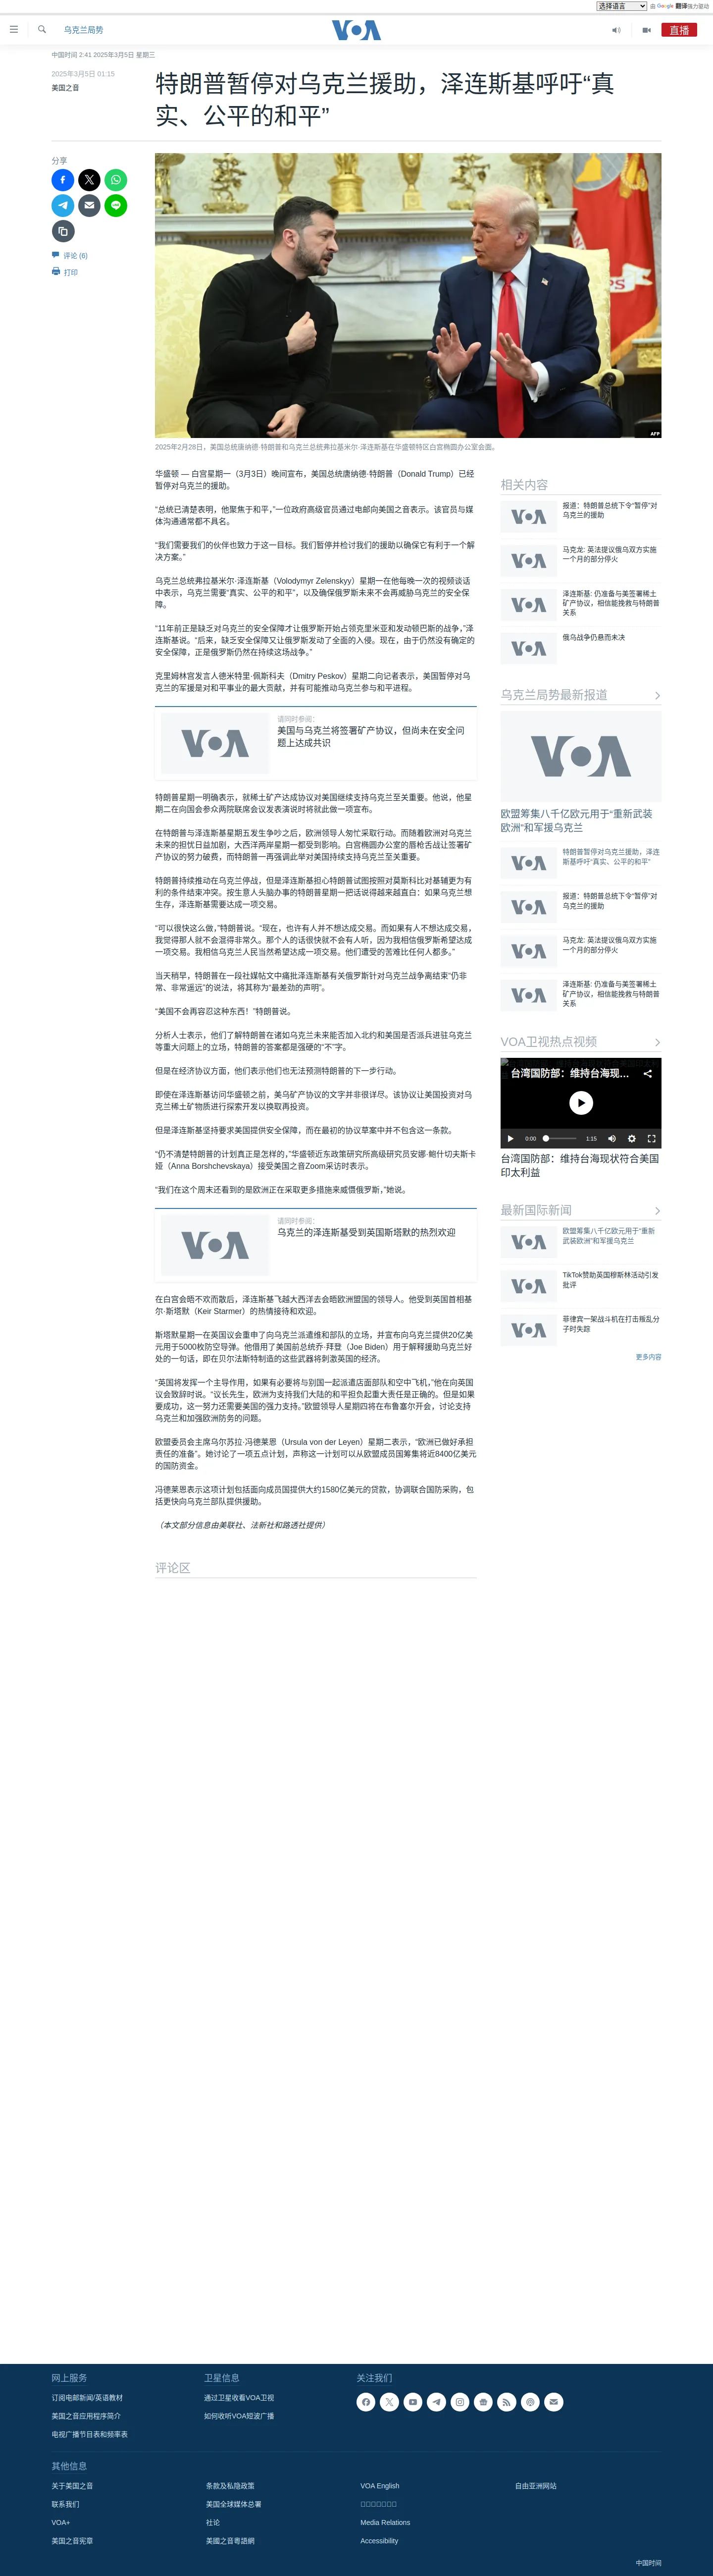 选择语言 由 Google 翻译强力驱动
乌克兰局势
VOA
直播
中国时间 2:41 2025年3月5日 星期三
2025年3月5日 01:15
美国之音
特朗普暂停对乌克兰援助，泽连斯基呼吁“真
实、公平的和平”
分享
评论 (6)
打印
AFP
2025年2月28日，美国总统唐纳德·特朗普和乌克兰总统弗拉基米尔·泽连斯基在华盛顿特区白宫椭圆办公室会面。
华盛顿 — 白宫星期一（3月3日）晚间宣布，美国总统唐纳德·特朗普（Donald Trump）已经
暂停对乌克兰的援助。
“总统已清楚表明，他聚焦于和平，”一位政府高级官员通过电邮向美国之音表示。该官员与媒
体沟通通常都不具名。
“我们需要我们的伙伴也致力于这一目标。我们暂停并检讨我们的援助以确保它有利于一个解
决方案。”
乌克兰总统弗拉基米尔·泽连斯基（Volodymyr Zelenskyy）星期一在他每晚一次的视频谈话
中表示，乌克兰需要“真实、公平的和平”，以及确保俄罗斯未来不会再威胁乌克兰的安全保
障。
“11年前正是缺乏对乌克兰的安全保障才让俄罗斯开始占领克里米亚和发动顿巴斯的战争，”泽
连斯基说。“后来，缺乏安全保障又让俄罗斯发动了全面的入侵。现在，由于仍然没有确定的
安全保障，正是俄罗斯仍然在持续这场战争。”
克里姆林宫发言人德米特里·佩斯科夫（Dmitry Peskov）星期二向记者表示，美国暂停对乌
克兰的军援是对和平事业的最大贡献，并有可能推动乌克兰参与和平进程。
请同时参阅：
美国与乌克兰将签署矿产协议，但尚未在安全问
题上达成共识
特朗普星期一明确表示，就稀土矿产达成协议对美国继续支持乌克兰至关重要。他说，他星
期二在向国会参众两院联席会议发表演说时将就此做一项宣布。
在特朗普与泽连斯基星期五发生争吵之后，欧洲领导人匆忙采取行动。而随着欧洲对乌克兰
未来的担忧日益加剧，大西洋两岸星期一都受到影响。白宫椭圆办公室的唇枪舌战让签署矿
产协议的努力破费，而特朗普一再强调此举对美国持续支持乌克兰至关重要。
特朗普持续推动在乌克兰停战，但是泽连斯基担心特朗普试图按照对莫斯科比对基辅更为有
利的条件结束冲突。按生意人头脑办事的特朗普星期一把话说得越来越直白：如果乌克兰想
生存，泽连斯基需要达成一项交易。
“可以很快这么做，”特朗普说。“现在，也许有人并不想达成交易。而如果有人不想达成交易，
我觉得那人就不会混得非常久。那个人的话很快就不会有人听，因为我相信俄罗斯希望达成
一项交易。我相信乌克兰人民当然希望达成一项交易。他们遭受的苦难比任何人都多。”
当天稍早，特朗普在一段社媒帖文中痛批泽连斯基有关俄罗斯针对乌克兰战争离结束“仍非
常、非常遥远”的说法，将其称为“最差劲的声明”。
“美国不会再容忍这种东西！”特朗普说。
分析人士表示，他们了解特朗普在诸如乌克兰未来能否加入北约和美国是否派兵进驻乌克兰
等重大问题上的立场，特朗普的答案都是强硬的“不”字。
但是在经济协议方面，他们表示他们也无法预测特朗普的下一步行动。
即使在泽连斯基访问华盛顿之前，美乌矿产协议的文字并非很详尽。该协议让美国投资对乌
克兰稀土矿物质进行探索开发以换取再投资。
但是泽连斯基坚持要求美国提供安全保障，而在最初的协议草案中并不包含这一条款。
“仍不清楚特朗普的计划真正是怎样的，”华盛顿近东政策研究所高级研究员安娜·鲍什切夫斯卡
娅（Anna Borshchevskaya）接受美国之音Zoom采访时表示。
“我们在这个周末还看到的是欧洲正在采取更多措施来威慑俄罗斯，”她说。
请同时参阅：
乌克兰的泽连斯基受到英国斯塔默的热烈欢迎
在白宫会晤不欢而散后，泽连斯基飞越大西洋去会晤欧洲盟国的领导人。他受到英国首相基
尔·斯塔默（Keir Starmer）的热情接待和欢迎。
斯塔默星期一在英国议会重申了向乌克兰派遣维和部队的立场，并宣布向乌克兰提供20亿美
元用于5000枚防空导弹。他借用了美国前总统乔·拜登（Joe Biden）用于解释援助乌克兰好
处的一句话，即在贝尔法斯特制造的这些武器将刺激英国的经济。
“英国将发挥一个主导作用，如果有必要将与别国一起派遣店面部队和空中飞机，”他在向英国
议会致辞时说。“议长先生，欧洲为支持我们大陆的和平担负起重大责任是正确的。但是如果
要成功，这一努力还需要美国的强力支持。”欧盟领导人星期四将在布鲁塞尔开会，讨论支持
乌克兰和加强欧洲防务的问题。
欧盟委员会主席乌尔苏拉·冯德莱恩（Ursula von der Leyen）星期二表示，“欧洲已做好承担
责任的准备”。她讨论了一项五点计划，声称这一计划可以从欧盟成员国筹集将近8400亿美元
的国防资金。
冯德莱恩表示这项计划包括面向成员国提供大约1580亿美元的贷款，协调联合国防采购，包
括更快向乌克兰部队提供援助。
（本文部分信息由美联社、法新社和路透社提供）
评论区
相关内容
报道：特朗普总统下令“暂停”对
乌克兰的援助
马克龙: 英法提议俄乌双方实施
一个月的部分停火
泽连斯基: 仍准备与美签署稀土
矿产协议，相信能挽救与特朗普
关系
俄乌战争仍悬而未决
乌克兰局势最新报道
欧盟筹集八千亿欧元用于“重新武装
欧洲”和军援乌克兰
特朗普暂停对乌克兰援助，泽连
斯基呼吁“真实、公平的和平”
报道：特朗普总统下令“暂停”对
乌克兰的援助
马克龙: 英法提议俄乌双方实施
一个月的部分停火
泽连斯基: 仍准备与美签署稀土
矿产协议，相信能挽救与特朗普
关系
VOA卫视热点视频
台湾国防部：维持台海现...
0:00 1:15
台湾国防部：维持台海现状符合美国
印太利益
最新国际新闻
欧盟筹集八千亿欧元用于“重新
武装欧洲”和军援乌克兰
TikTok赞助英国穆斯林活动引发
批评
菲律宾一架战斗机在打击叛乱分
子时失踪
更多内容
网上服务
订阅电邮新闻/英语教材
美国之音应用程序简介
电视广播节目表和频率表
卫星信息
通过卫星收看VOA卫视
如何收听VOA短波广播
关注我们
其他信息
关于美国之音
联系我们
VOA+
美国之音宪章
条款及私隐政策
美国全球媒体总署
社论
美國之音粵語網
VOA English
Media Relations
Accessibility
自由亚洲网站
中国时间